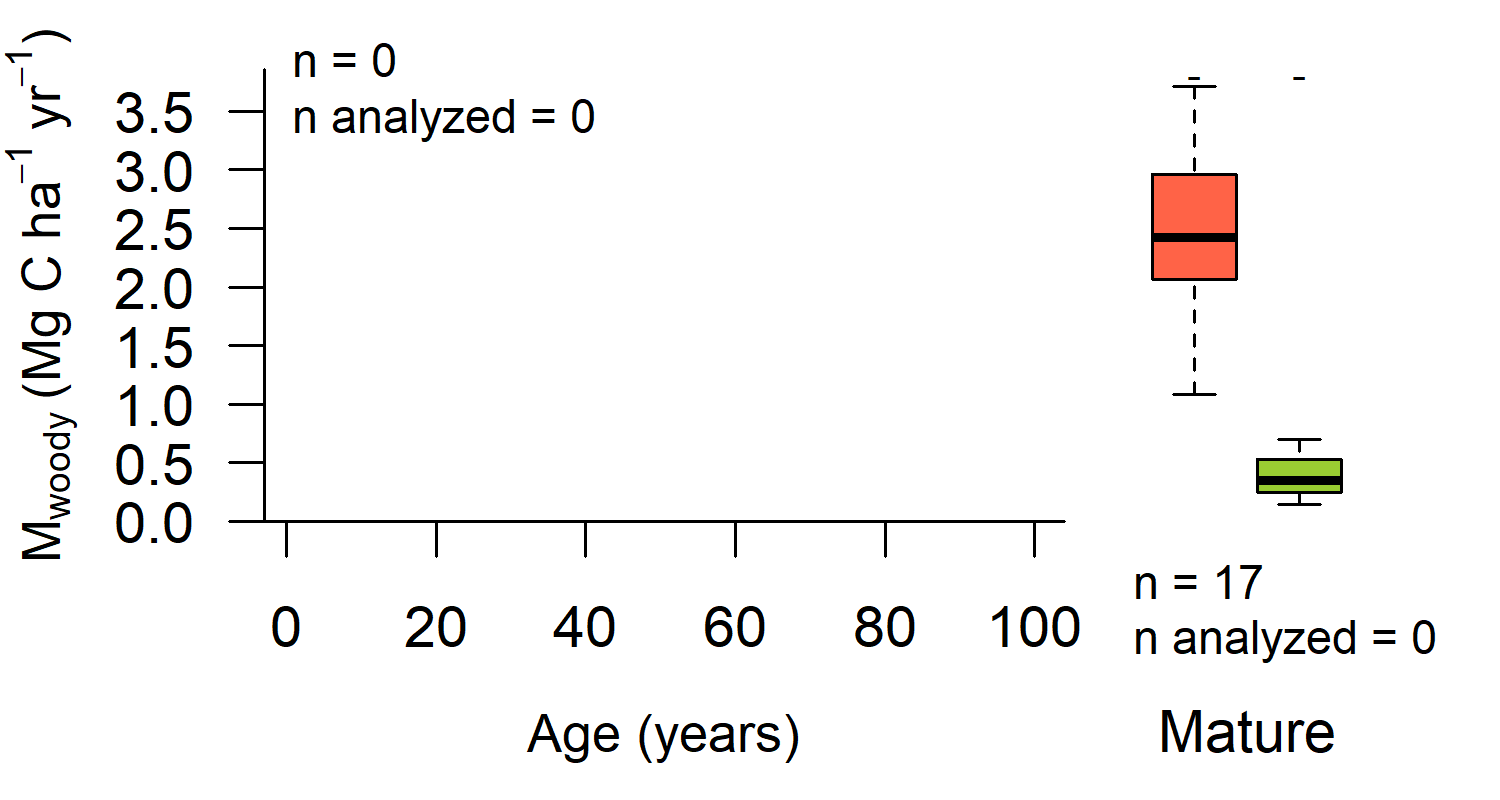 n = 0
n analyzed = 0
M_woody (Mg C ha⁻¹ yr⁻¹)
3.5
3.0
2.5
2.0
1.5
1.0
0.5
0.0
0 20 40 60 80 100
Age (years)
- -
n = 17
n analyzed = 0
Mature